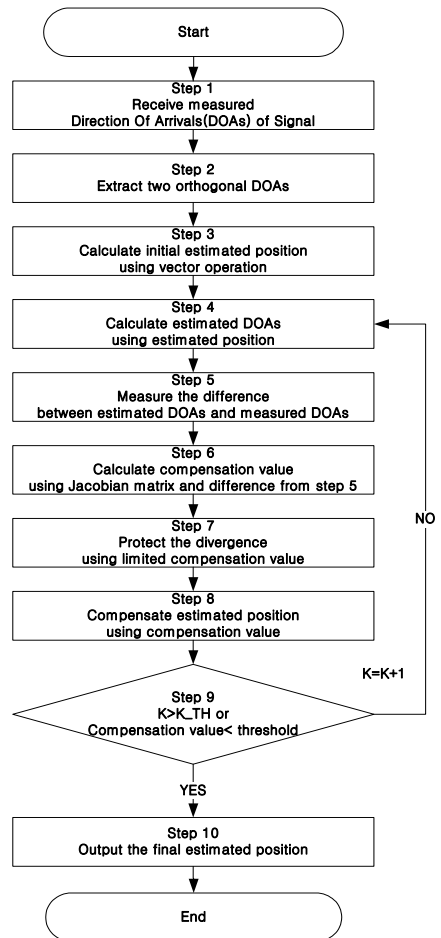 Start
Step 1
Receive measured
Direction Of Arrivals(DOAs) of Signal
Step 2
Extract two orthogonal DOAs
Step 3
Calculate initial estimated position
using vector operation
Step 4
Calculate estimated DOAs
using estimated position
Step 5
Measure the difference
between estimated DOAs and measured DOAs
Step 6
Calculate compensation value
using Jacobian matrix and difference from step 5
NO
Step 7
Protect the divergence
using limited compensation value
Step 8
Compensate estimated position
using compensation value
K=K+1
Step 9
K>K_TH or
Compensation value< threshold
YES
Step 10
Output the final estimated position
End